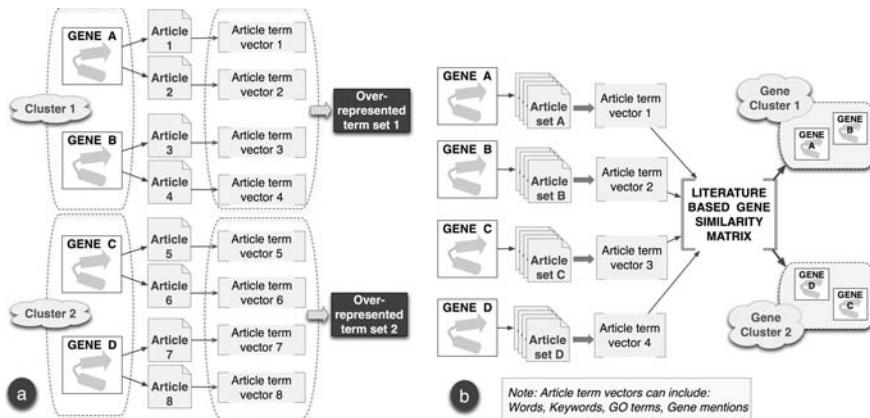 GENE A
Article
1
Article term
vector 1
Article
2
Article term
vector 2
Cluster 1
Over-
represented
term set 1
GENE B
Article
3
Article term
vector 3
Article
4
Article term
vector 4
GENE C
Article
5
Article term
vector 5
Article
6
Article term
vector 6
Cluster 2
Over-
represented
term set 2
GENE D
Article
7
Article term
vector 7
Article
8
Article term
vector 8
a
GENE A
Article
set A
Article term
vector 1
GENE B
Article
set B
Article term
vector 2
GENE C
Article
set C
Article term
vector 3
GENE D
Article
set D
Article term
vector 4
LITERATURE
BASED GENE
SIMILARITY
MATRIX
Gene
Cluster 1
GENE
A
GENE
B
GENE
D
GENE
C
Gene
Cluster 2
b
Note: Article term vectors can include:
Words, Keywords, GO terms, Gene mentions